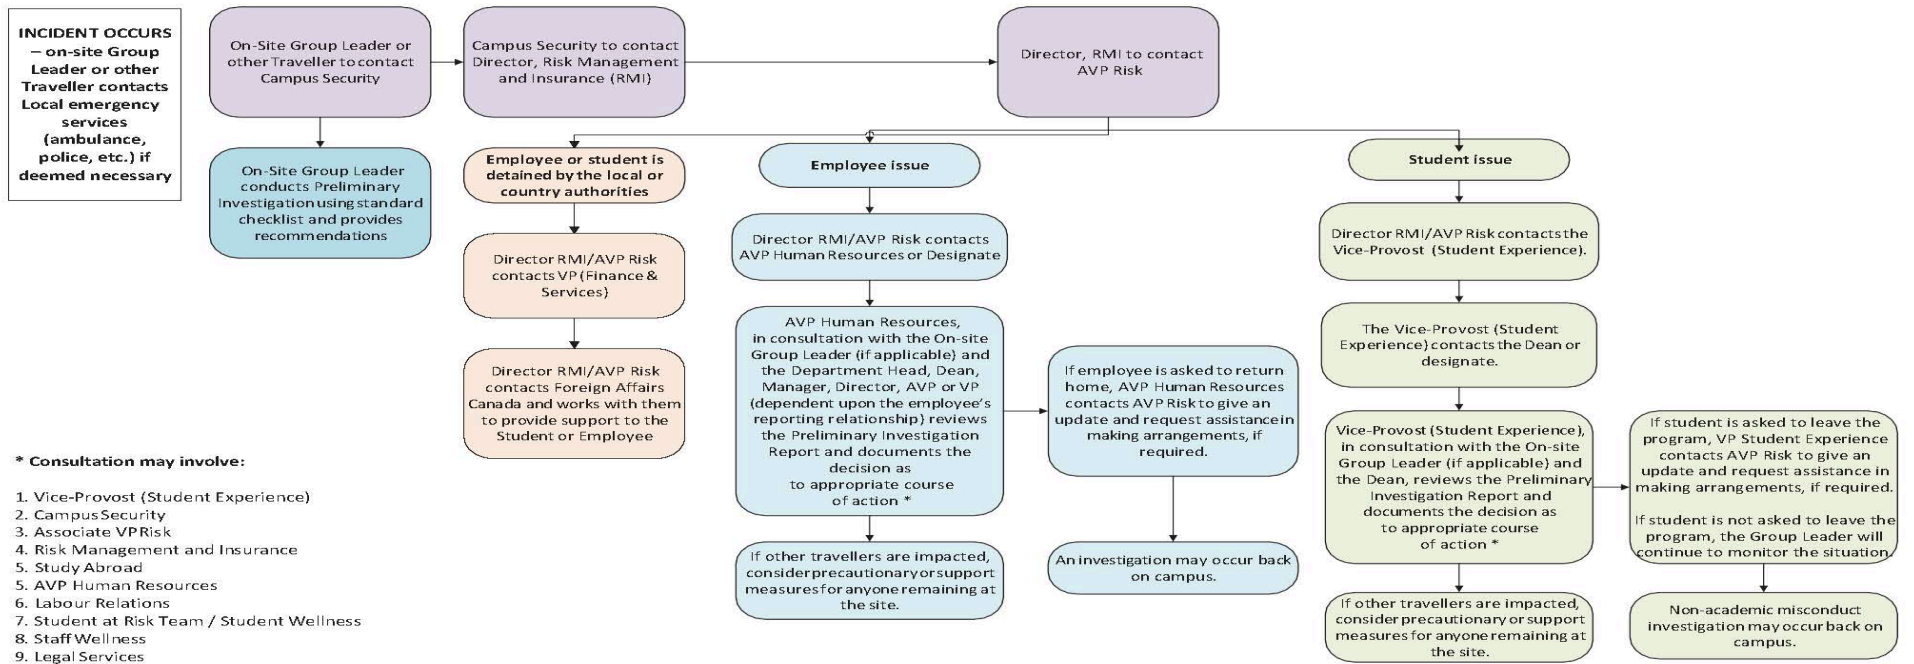 INCIDENT OCCURS
– on-site Group
Leader or other
Traveller contacts
Local emergency
services
(ambulance,
police, etc.) if
deemed necessary
On-Site Group Leader or
other Traveller to contact
Campus Security
Campus Security to contact
Director, Risk Management
and Insurance (RMI)
Director, RMI to contact
AVP Risk
On-Site Group Leader
conducts Preliminary
Investigation using standard
checklist and provides
recommendations
Employee or student is
detained by the local or
country authorities
Director RMI/AVP Risk
contacts VP (Finance &
Services)
Director RMI/AVP Risk
contacts Foreign Affairs
Canada and works with them
to provide support to the
Student or Employee
Employee issue
Director RMI/AVP Risk contacts
AVP Human Resources or Designate
AVP Human Resources,
in consultation with the On-site
Group Leader (if applicable) and
the Department Head, Dean,
Manager, Director, AVP or VP
(dependent upon the employee's
reporting relationship) reviews
the Preliminary Investigation
Report and documents the
decision as
to appropriate course
of action *
If other travellers are impacted,
consider precautionary or support
measures for anyone remaining at
the site.
If employee is asked to return
home, AVP Human Resources
contacts AVP Risk to give an
update and request assistance in
making arrangements, if
required.
An investigation may occur back
on campus.
Student issue
Director RMI/AVP Risk contacts the
Vice-Provost (Student Experience).
The Vice-Provost (Student
Experience) contacts the Dean or
designate.
Vice-Provost (Student Experience),
in consultation with the On-site
Group Leader (if applicable) and
the Dean, reviews the Preliminary
Investigation Report and
documents the decision as
to appropriate course
of action *
If other travellers are impacted,
consider precautionary or support
measures for anyone remaining at
the site.
If student is asked to leave the
program, VP Student Experience
contacts AVP Risk to give an
update and request assistance in
making arrangements, if required.
If student is not asked to leave the
program, the Group Leader will
continue to monitor the situation.
Non-academic misconduct
investigation may occur back on
campus.
* Consultation may involve:
1. Vice-Provost (Student Experience)
2. Campus Security
3. Associate VP Risk
4. Risk Management and Insurance
5. Study Abroad
5. AVP Human Resources
6. Labour Relations
7. Student at Risk Team / Student Wellness
8. Staff Wellness
9. Legal Services